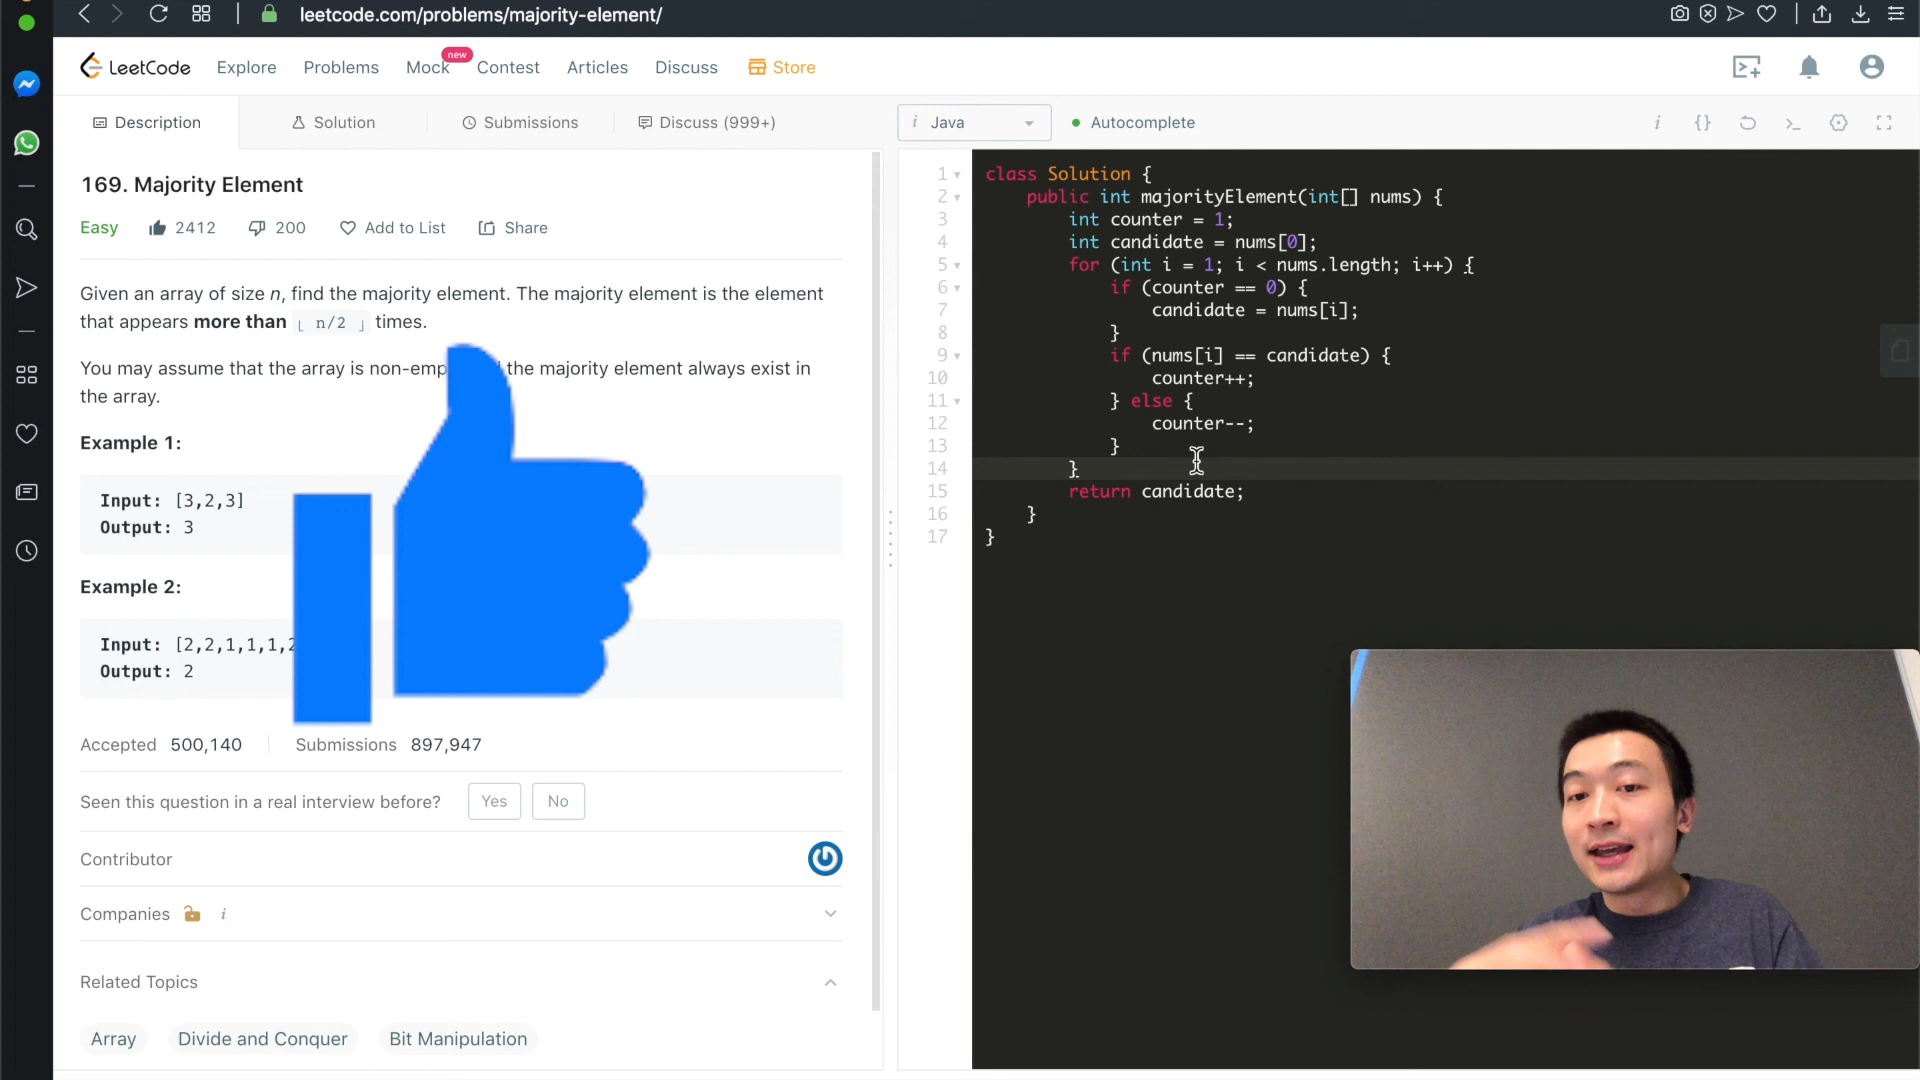 leetcode.com/problems/majority-element/
LeetCode
Explore
Problems
Mock
new
Contest
Articles
Discuss
Store
Description
Solution
Submissions
Discuss (999+)
169. Majority Element
Easy
2412
200
Add to List
Share
Given an array of size n, find the majority element. The majority element is the element
that appears more than ⌊ n/2 ⌋ times.
You may assume that the array is non-emp the majority element always exist in
the array.
Example 1:
Input: [3,2,3]
Output: 3
Example 2:
Input: [2,2,1,1,1,2
Output: 2
Accepted 500,140
Submissions 897,947
Seen this question in a real interview before?
Yes
No
Contributor
Companies
i
Related Topics
Array
Divide and Conquer
Bit Manipulation
i Java
Autocomplete
i {}
1 class Solution {
2 public int majorityElement(int[] nums) {
3 int counter = 1;
4 int candidate = nums[0];
5 for (int i = 1; i < nums.length; i++) {
6 if (counter == 0) {
7 candidate = nums[i];
8 }
9 if (nums[i] == candidate) {
10 counter++;
11 } else {
12 counter--;
13 }
14 }
15 return candidate;
16 }
17 }